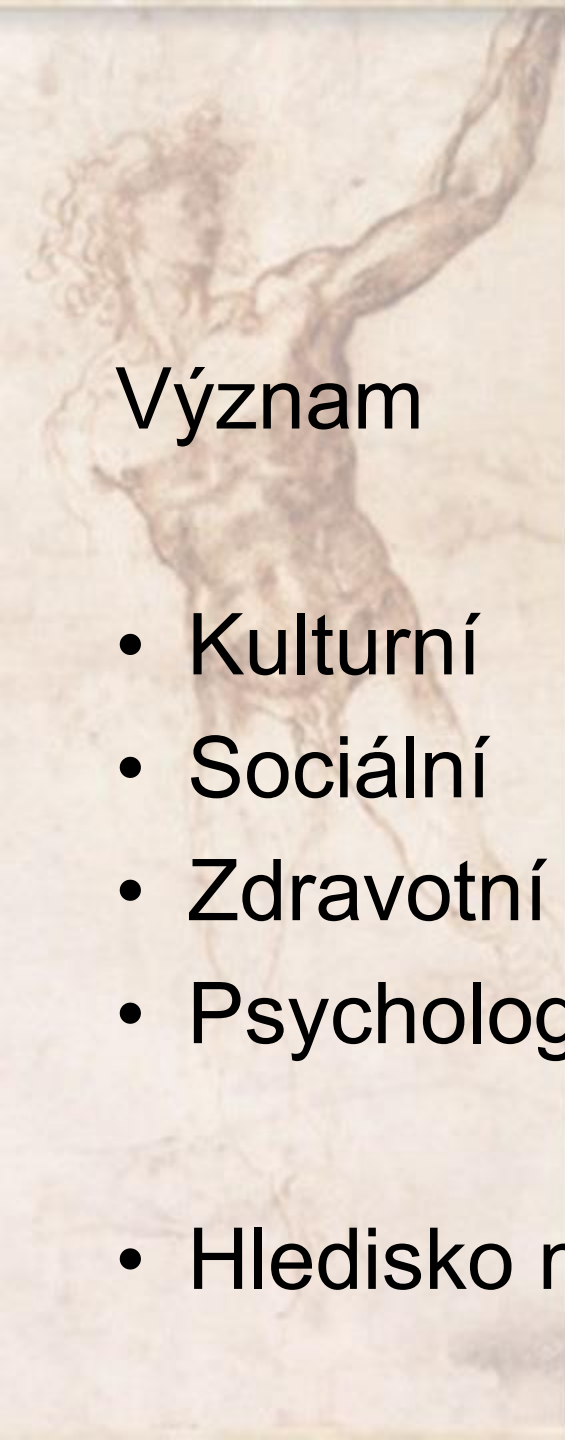 Význam
• Kulturní
• Sociální
• Zdravotní
• Psycholog
• Hledisko